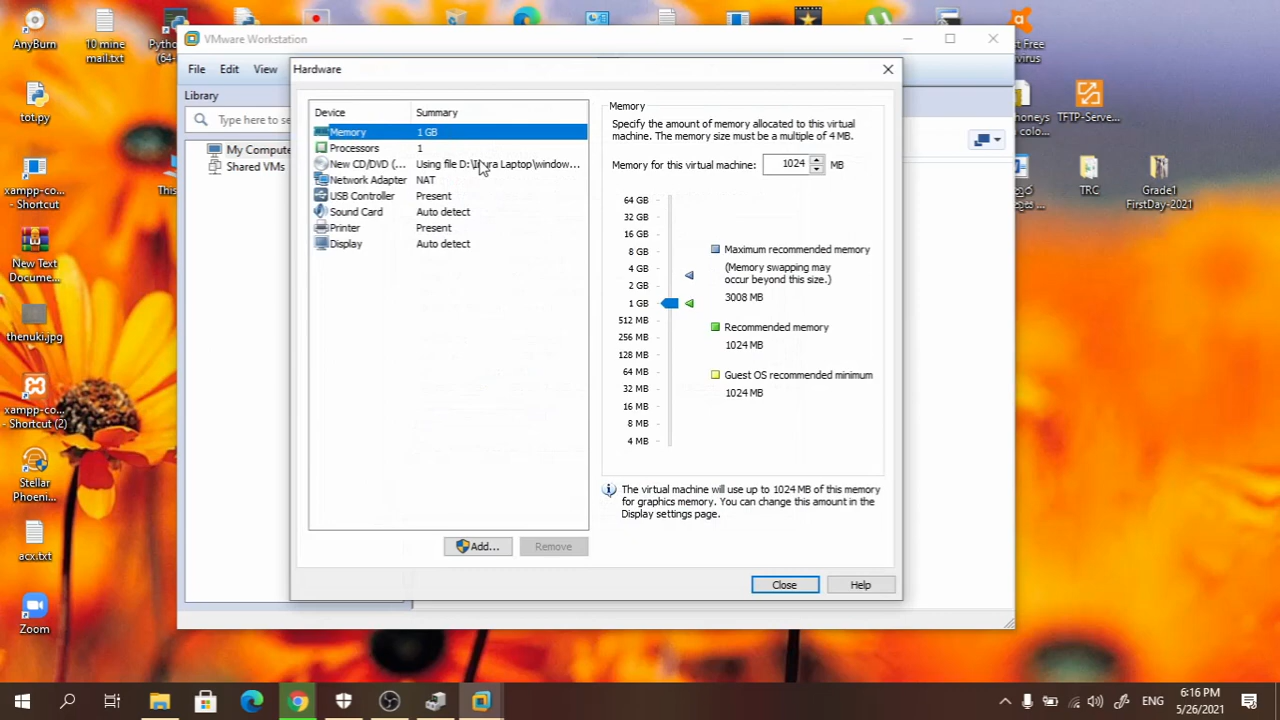 AnyBurn
10 mine
mail.txt
VMware Workstation
File
Edit
View
Library
Type here to se
My Compute
Shared VMs
Hardware
Device
Summary
Memory
1 GB
Processors
1
New CD/DVD (...
Network Adapter
NAT
USB Controller
Present
Sound Card
Auto detect
Printer
Present
Display
Auto detect
Add...
Remove
Memory
Specify the amount of memory allocated to this virtual
machine. The memory size must be a multiple of 4 MB.
Memory for this virtual machine:
1024
MB
64 GB
32 GB
16 GB
8 GB
4 GB
2 GB
1 GB
512 MB
256 MB
128 MB
64 MB
32 MB
16 MB
8 MB
4 MB
Maximum recommended memory
(Memory swapping may
occur beyond this size.)
3008 MB
Recommended memory
1024 MB
Guest OS recommended minimum
1024 MB
The virtual machine will use up to 1024 MB of this memory
for graphics memory. You can change this amount in the
Display settings page.
Close
Help
tot.py
xampp-co...
- Shortcut
New Text
Docume...
thenuki.jpg
xampp-co...
- Shortcut (2)
Stellar
Phoeni...
acx.txt
Zoom
TFTP-Serve...
TRC
Grade1
FirstDay-2021
ENG
6:16 PM
5/26/2021